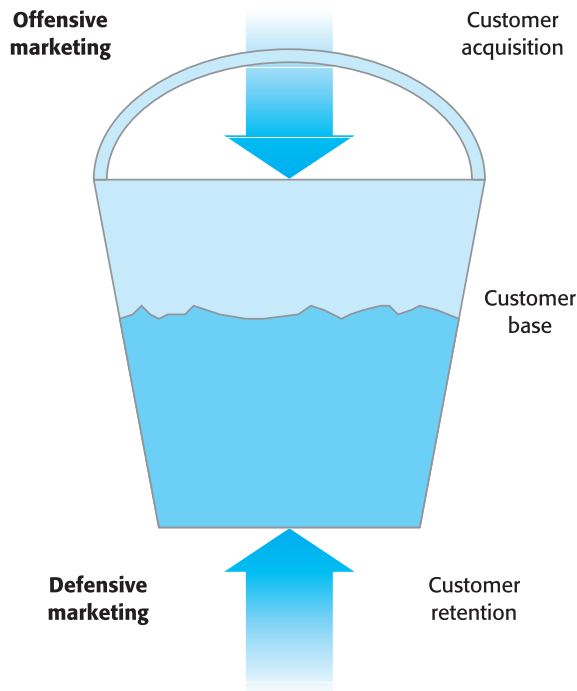 Offensive
marketing
Customer
acquisition
Customer
base
Defensive
marketing
Customer
retention